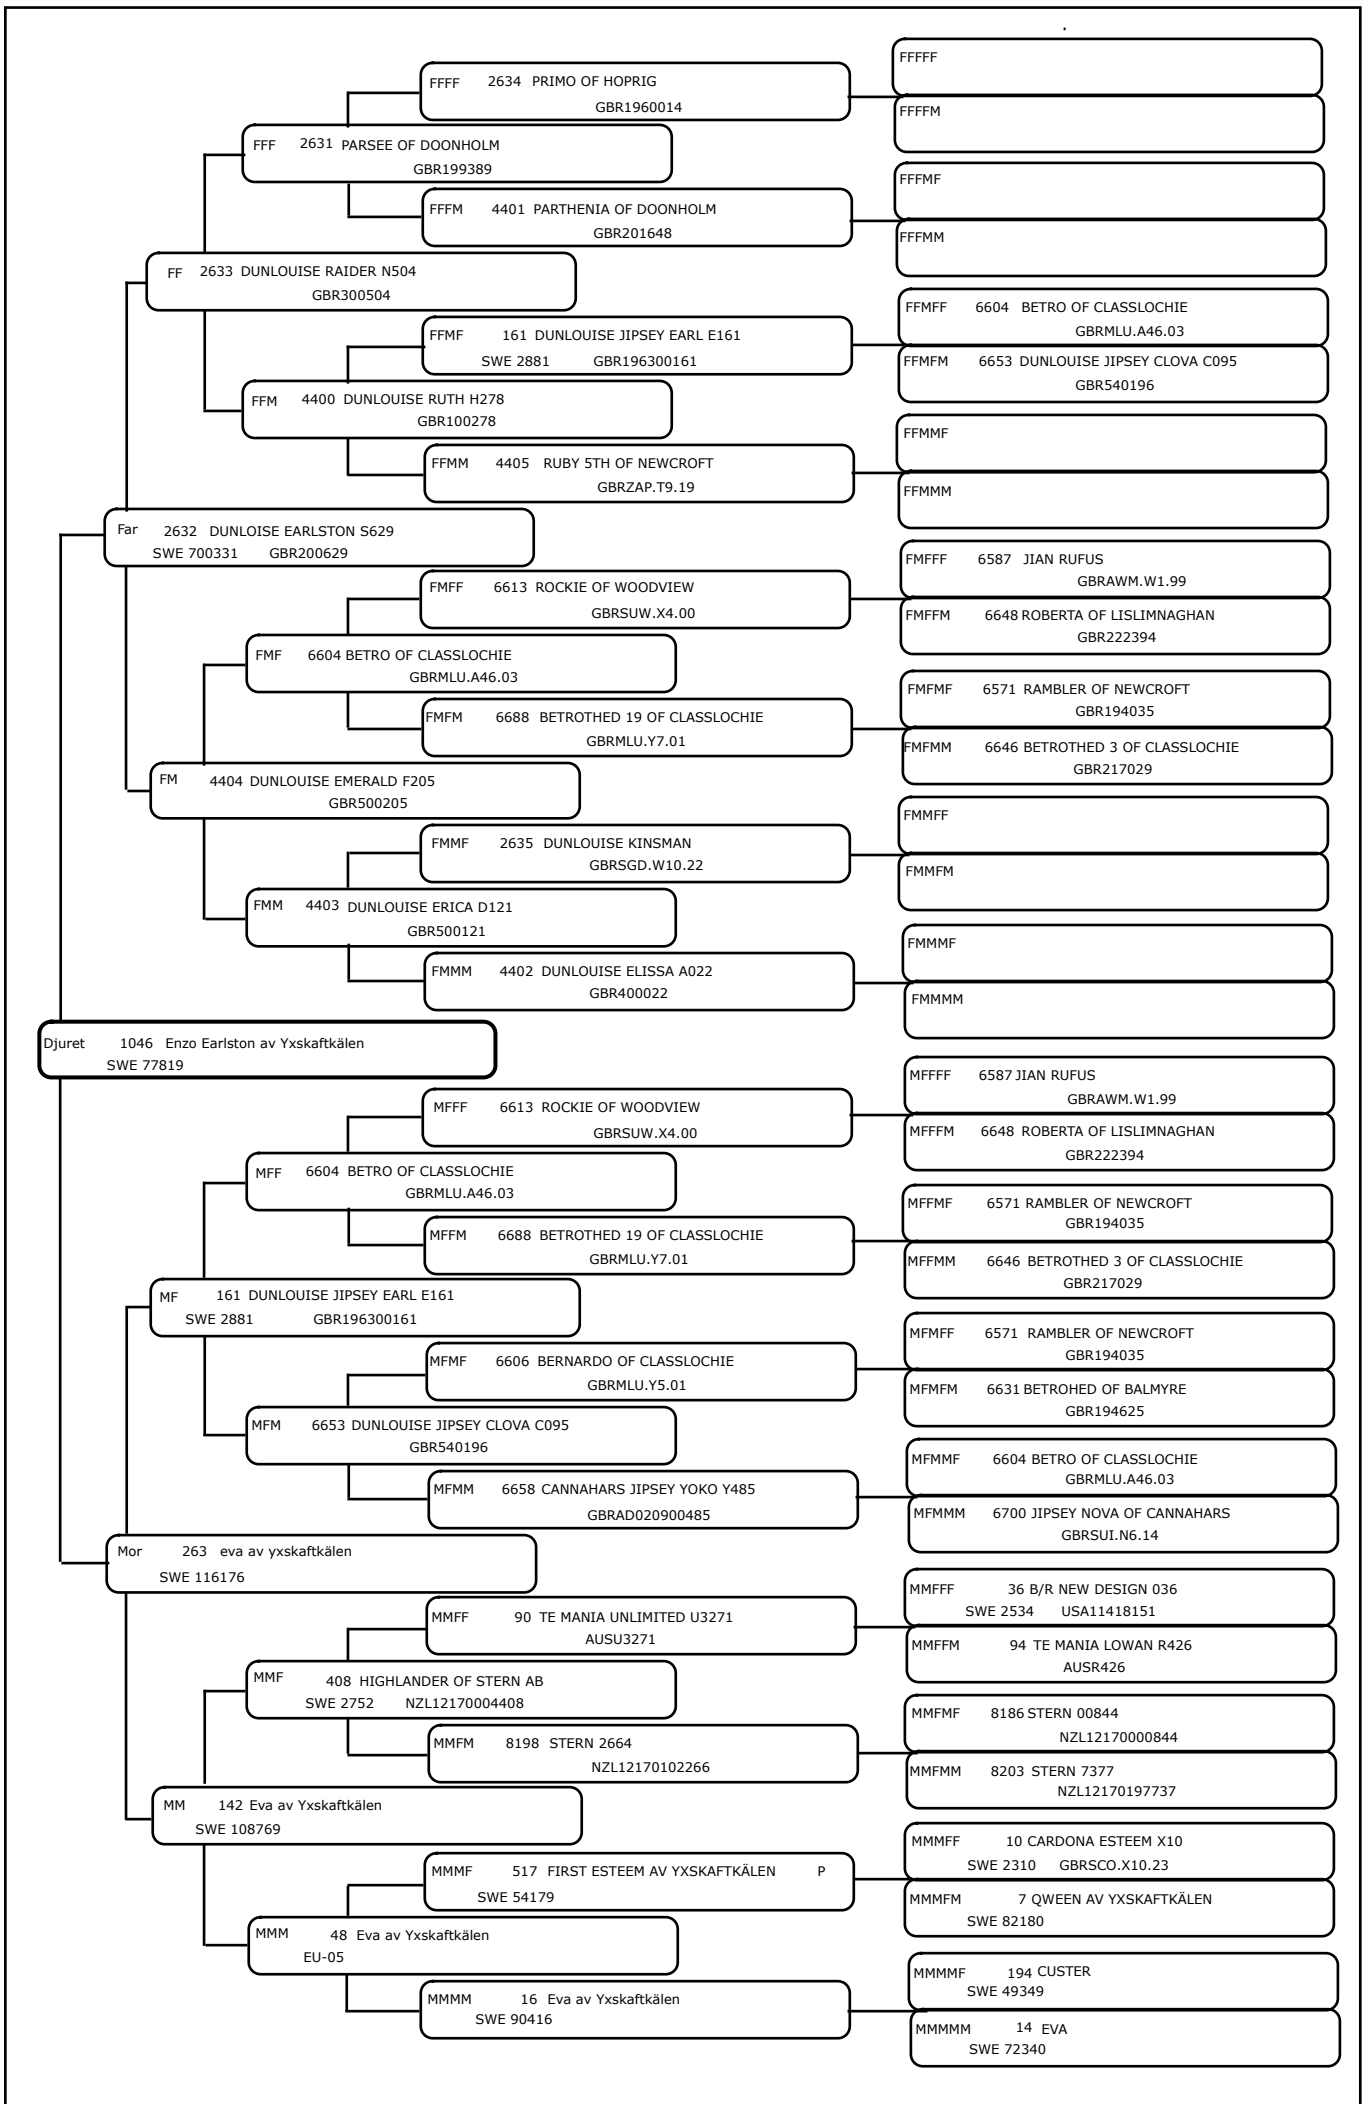 FFFFF
FFFF 2634 PRIMO OF HOPRIG
GBR1960014
FFFFM
FFF 2631 PARSEE OF DOONHOLM
GBR199389
FFFMF
FFFM 4401 PARTHENIA OF DOONHOLM
GBR201648
FFFMM
FF 2633 DUNLOUISE RAIDER N504
GBR300504
FFMFF 6604 BETRO OF CLASSLOCHIE
GBRMLU.A46.03
FFMF 161 DUNLOUISE JIPSEY EARL E161
SWE 2881 GBR196300161
FFMFM 6653 DUNLOUISE JIPSEY CLOVA C095
GBR540196
FFM 4400 DUNLOUISE RUTH H278
GBR100278
FFMMF
FFMM 4405 RUBY 5TH OF NEWCROFT
GBRZAP.T9.19
FFMMM
Far 2632 DUNLOISE EARLSTON S629
SWE 700331 GBR200629
FMFFF 6587 JIAN RUFUS
GBRAWM.W1.99
FMFF 6613 ROCKIE OF WOODVIEW
GBRSUW.X4.00
FMFFM 6648 ROBERTA OF LISLIMNAGHAN
GBR222394
FMF 6604 BETRO OF CLASSLOCHIE
GBRMLU.A46.03
FMFMF 6571 RAMBLER OF NEWCROFT
GBR194035
FMFM 6688 BETROTHED 19 OF CLASSLOCHIE
GBRMLU.Y7.01
FMFMM 6646 BETROTHED 3 OF CLASSLOCHIE
GBR217029
FM 4404 DUNLOUISE EMERALD F205
GBR500205
FMMFF
FMMF 2635 DUNLOUISE KINSMAN
GBRSGD.W10.22
FMMFM
FMM 4403 DUNLOUISE ERICA D121
GBR500121
FMMMF
FMMM 4402 DUNLOUISE ELISSA A022
GBR400022
FMMMM
Djuret 1046 Enzo Earlston av Yxskaftkälen
SWE 77819
MFFFF 6587 JIAN RUFUS
GBRAWM.W1.99
MFFF 6613 ROCKIE OF WOODVIEW
GBRSUW.X4.00
MFFFM 6648 ROBERTA OF LISLIMNAGHAN
GBR222394
MFF 6604 BETRO OF CLASSLOCHIE
GBRMLU.A46.03
MFFMF 6571 RAMBLER OF NEWCROFT
GBR194035
MFFM 6688 BETROTHED 19 OF CLASSLOCHIE
GBRMLU.Y7.01
MFFMM 6646 BETROTHED 3 OF CLASSLOCHIE
GBR217029
MF 161 DUNLOUISE JIPSEY EARL E161
SWE 2881 GBR196300161
MFMFF 6571 RAMBLER OF NEWCROFT
GBR194035
MFMF 6606 BERNARDO OF CLASSLOCHIE
GBRMLU.Y5.01
MFMFM 6631 BETROHED OF BALMYRE
GBR194625
MFM 6653 DUNLOUISE JIPSEY CLOVA C095
GBR540196
MFMMF 6604 BETRO OF CLASSLOCHIE
GBRMLU.A46.03
MFMM 6658 CANNAHARS JIPSEY YOKO Y485
GBRAD020900485
MFMMM 6700 JIPSEY NOVA OF CANNAHARS
GBRSUI.N6.14
Mor 263 eva av yxskaftkälen
SWE 116176
MMFFF 36 B/R NEW DESIGN 036
SWE 2534 USA11418151
MMFF 90 TE MANIA UNLIMITED U3271
AUSU3271
MMFFM 94 TE MANIA LOWAN R426
AUSR426
MMF 408 HIGHLANDER OF STERN AB
SWE 2752 NZL12170004408
MMFMF 8186 STERN 00844
NZL12170000844
MMFM 8198 STERN 2664
NZL12170102266
MMFMM 8203 STERN 7377
NZL12170197737
MM 142 Eva av Yxskaftkälen
SWE 108769
MMMFF 10 CARDONA ESTEEM X10
SWE 2310 GBRSCO.X10.23
MMMF 517 FIRST ESTEEM AV YXSKAFTKÄLEN P
SWE 54179
MMMFM 7 QWEEN AV YXSKAFTKÄLEN
SWE 82180
MMM 48 Eva av Yxskaftkälen
EU-05
MMMMF 194 CUSTER
SWE 49349
MMMM 16 Eva av Yxskaftkälen
SWE 90416
MMMMM 14 EVA
SWE 72340